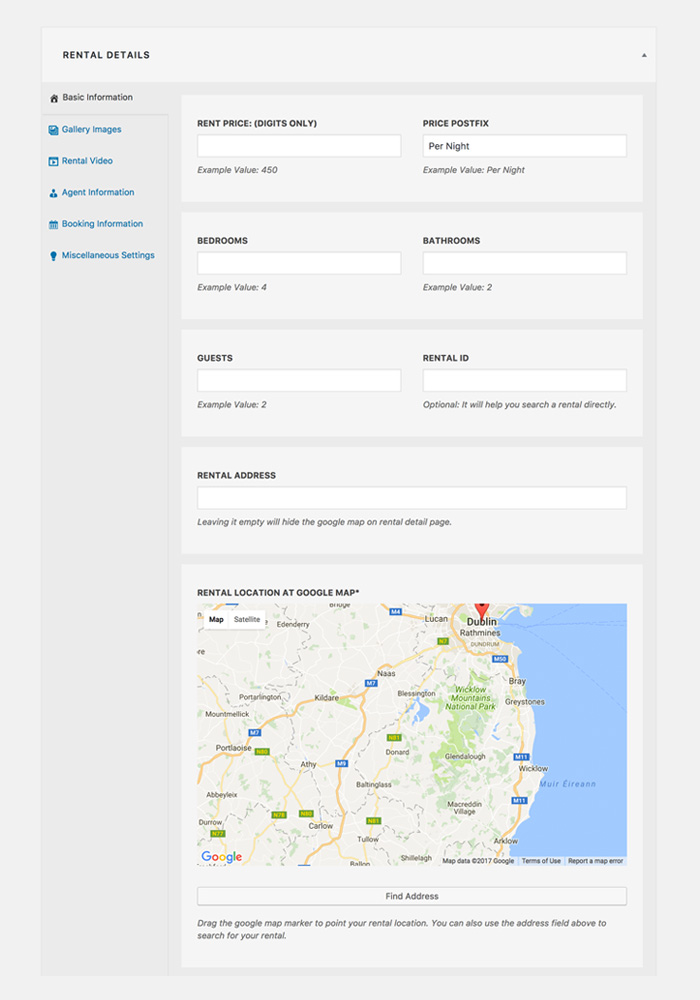 RENTAL DETAILS
Basic Information
Gallery Images
Rental Video
Agent Information
Booking Information
Miscellaneous Settings
RENT PRICE: (DIGITS ONLY)
PRICE POSTFIX
Per Night
Example Value: 450
Example Value: Per Night
BEDROOMS
BATHROOMS
Example Value: 4
Example Value: 2
GUESTS
RENTAL ID
Example Value: 2
Optional: It will help you search a rental directly.
RENTAL ADDRESS
Leaving it empty will hide the google map on rental detail page.
RENTAL LOCATION AT GOOGLE MAP*
Map
Satellite
Edenderry
M4
Lucan
Dublin
Rathmines
DUNDRUM
N7
M50
Naas
M7
Bray
Portarlington
Kildare
Blessington
Wicklow
Mountains
National Park
Greystones
Mountmellick
M7
Portlaoise
N80
N81
Donard
Glendalough
M11
Athy
M9
Wicklow
Baltinglass
Muir Éireann
Abbeyleix
M11
Macreddin
Village
Durrow
N78
N80
N81
Carlow
N77
Tullow
Arklow
Shillelagh
Google
Map data ©2017 Google
Terms of Use
Report a map error
Find Address
Drag the google map marker to point your rental location. You can also use the address field above to
search for your rental.